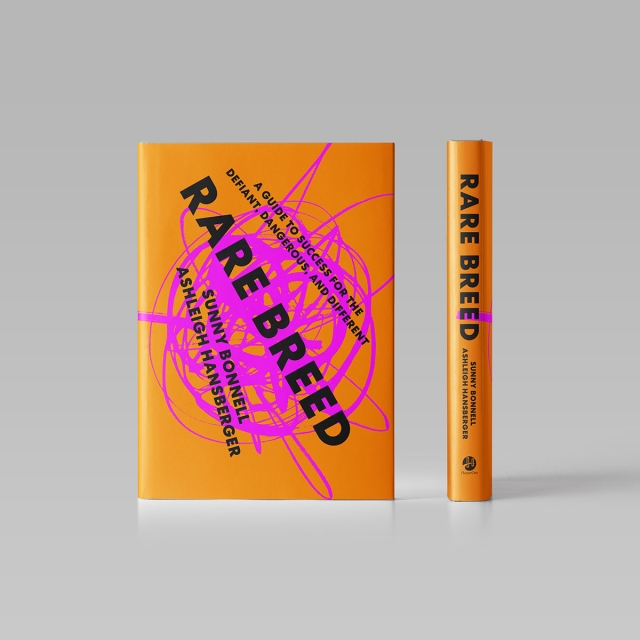 A GUIDE TO SUCCESS FOR THE
DEFIANT, DANGEROUS, AND DIFFERENT
RARE BREED
SUNNY BONNELL
ASHLEIGH HANSBERGER
RARE BREED
SUNNY BONNELL
ASHLEIGH HANSBERGER